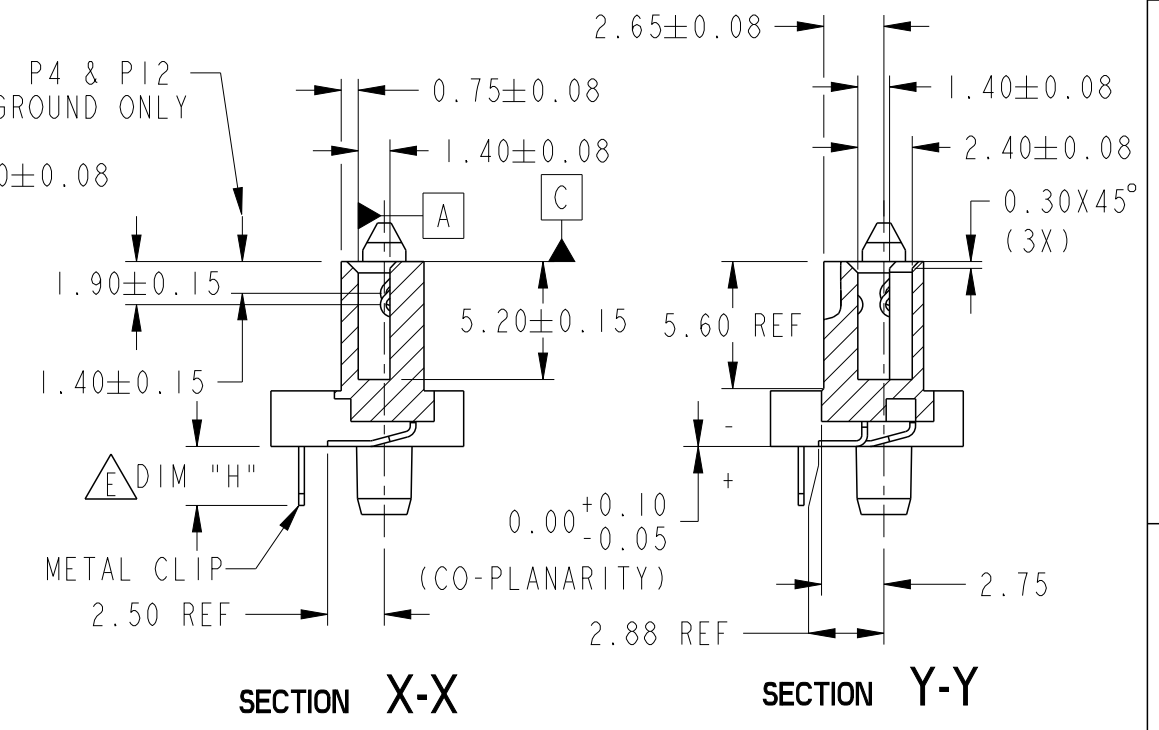 2.65±0.08
P4 & P12
GROUND ONLY
0.75±0.08
1.40±0.08
1.40±0.08
2.40±0.08
0±0.08
A
C
0.30X45°
(3X)
1.90±0.15
5.20±0.15
5.60 REF
1.40±0.15
-
+
E DIM "H"
0.00 +0.10
-0.05
(CO-PLANARITY)
METAL CLIP
2.50 REF
2.75
2.88 REF
SECTION X-X
SECTION Y-Y